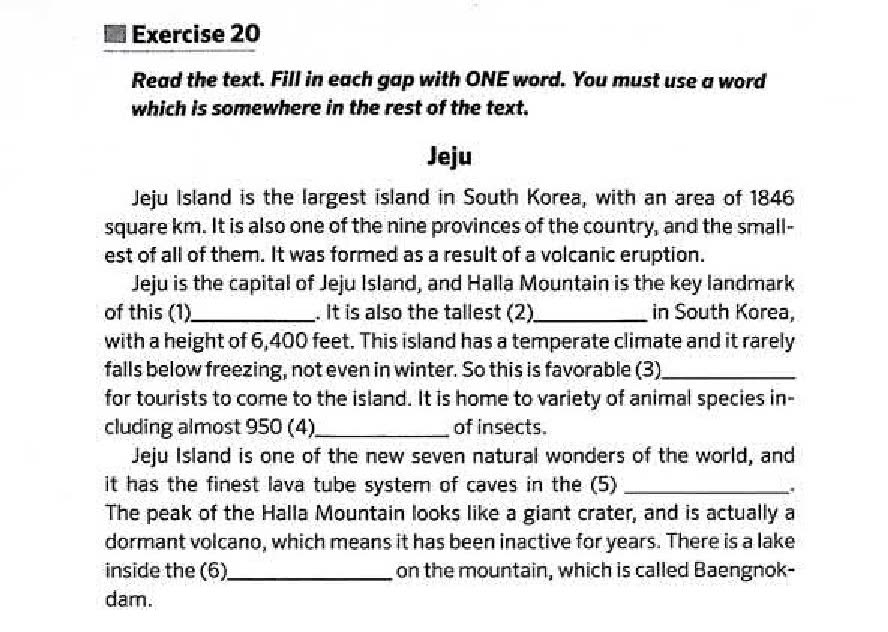 Exercise 20
Read the text. Fill in each gap with ONE word. You must use a word
which is somewhere in the rest of the text.
Jeju
Jeju Island is the largest island in South Korea, with an area of 1846
square km. It is also one of the nine provinces of the country, and the small-
est of all of them. It was formed as a result of a volcanic eruption.
Jeju is the capital of Jeju Island, and Halla Mountain is the key landmark
of this (1)____________. It is also the tallest (2)___________ in South Korea,
with a height of 6,400 feet. This island has a temperate climate and it rarely
falls below freezing, not even in winter. So this is favorable (3)_____________
for tourists to come to the island. It is home to variety of animal species in-
cluding almost 950 (4)_____________ of insects.
Jeju Island is one of the new seven natural wonders of the world, and
it has the finest lava tube system of caves in the (5) ________________.
The peak of the Halla Mountain looks like a giant crater, and is actually a
dormant volcano, which means it has been inactive for years. There is a lake
inside the (6)________________ on the mountain, which is called Baengnok-
dam.